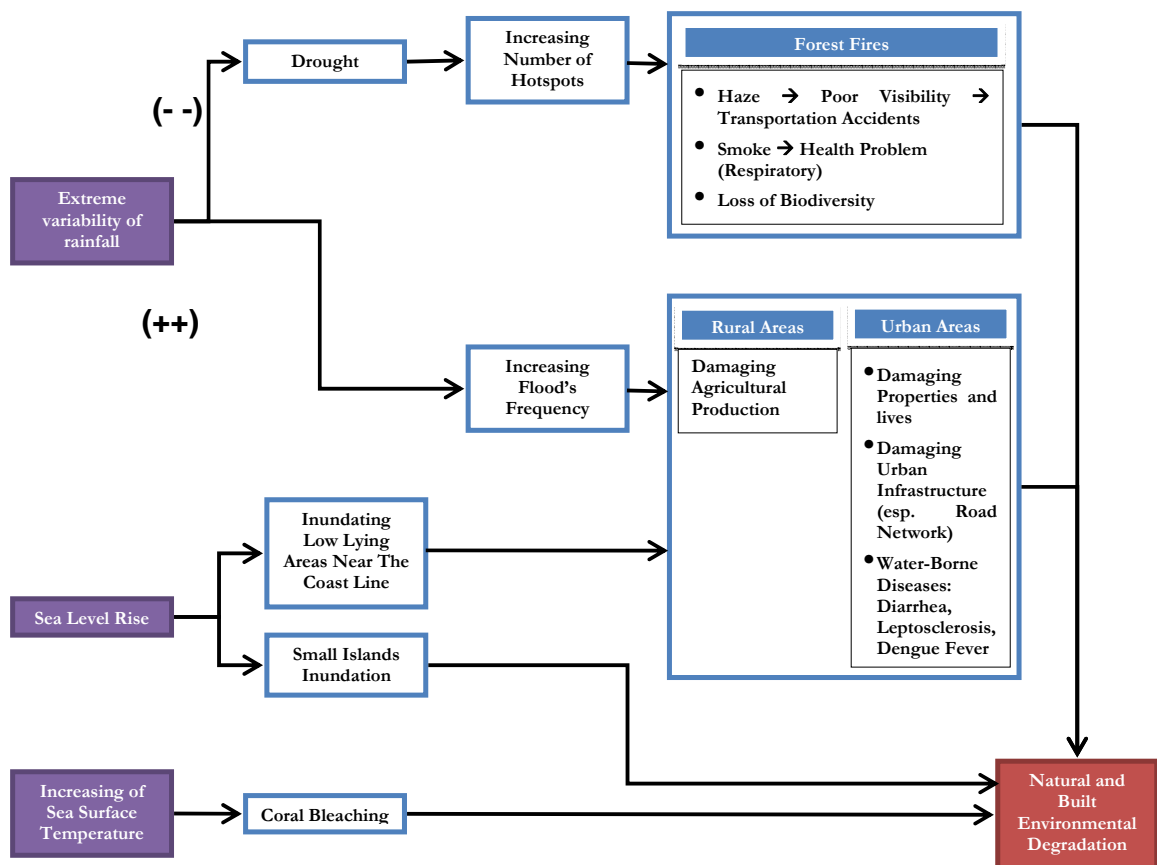 Drought
Increasing
Number of
Hotspots
Forest Fires
● Haze → Poor Visibility →
Transportation Accidents
● Smoke → Health Problem
(Respiratory)
● Loss of Biodiversity
(- -)
Extreme
variability of
rainfall
(++)
Increasing
Flood's
Frequency
Rural Areas
Damaging
Agricultural
Production
Urban Areas
● Damaging
Properties and
lives
● Damaging
Urban
Infrastructure
(esp. Road
Network)
● Water-Borne
Diseases:
Diarrhea,
Leptosclerosis,
Dengue Fever
Inundating
Low Lying
Areas Near The
Coast Line
Sea Level Rise
Small Islands
Inundation
Increasing of
Sea Surface
Temperature
Coral Bleaching
Natural and
Built
Environmental
Degradation